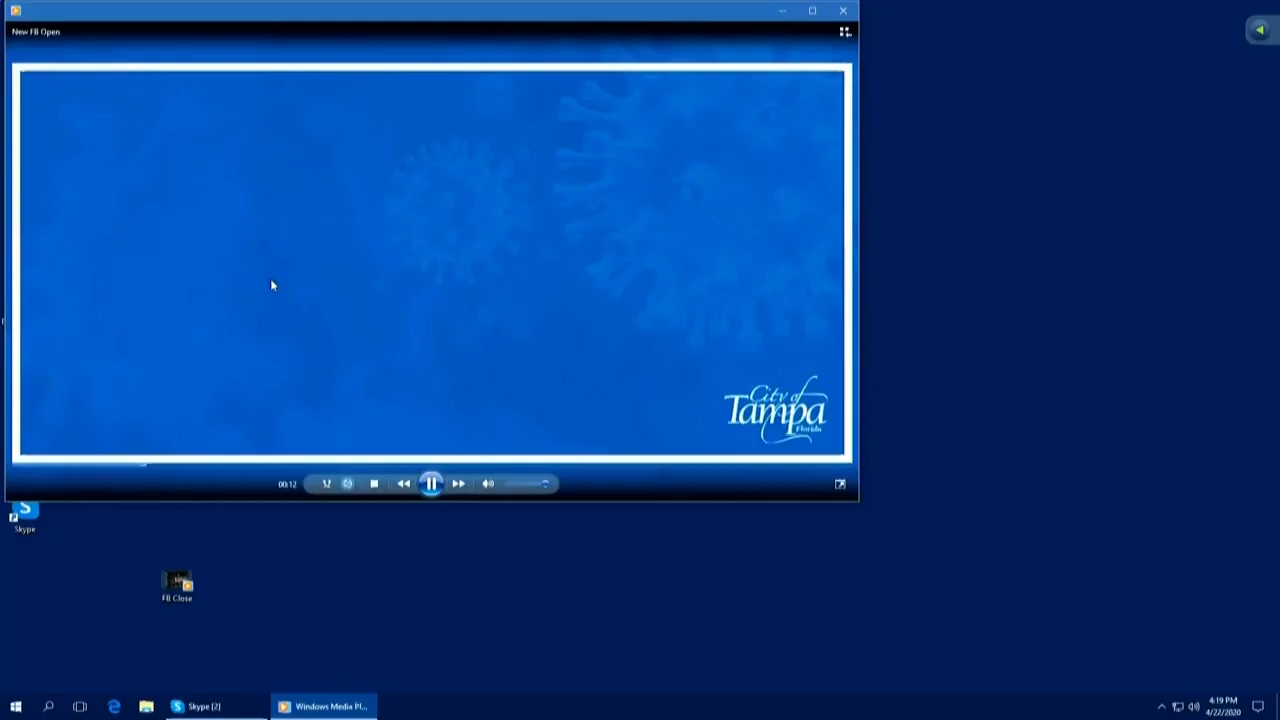 New FB Open
City of
Tampa
Florida
00:12
Skype
FB Close
Skype [2]
Windows Media Pl...
4:19 PM
4/22/2020